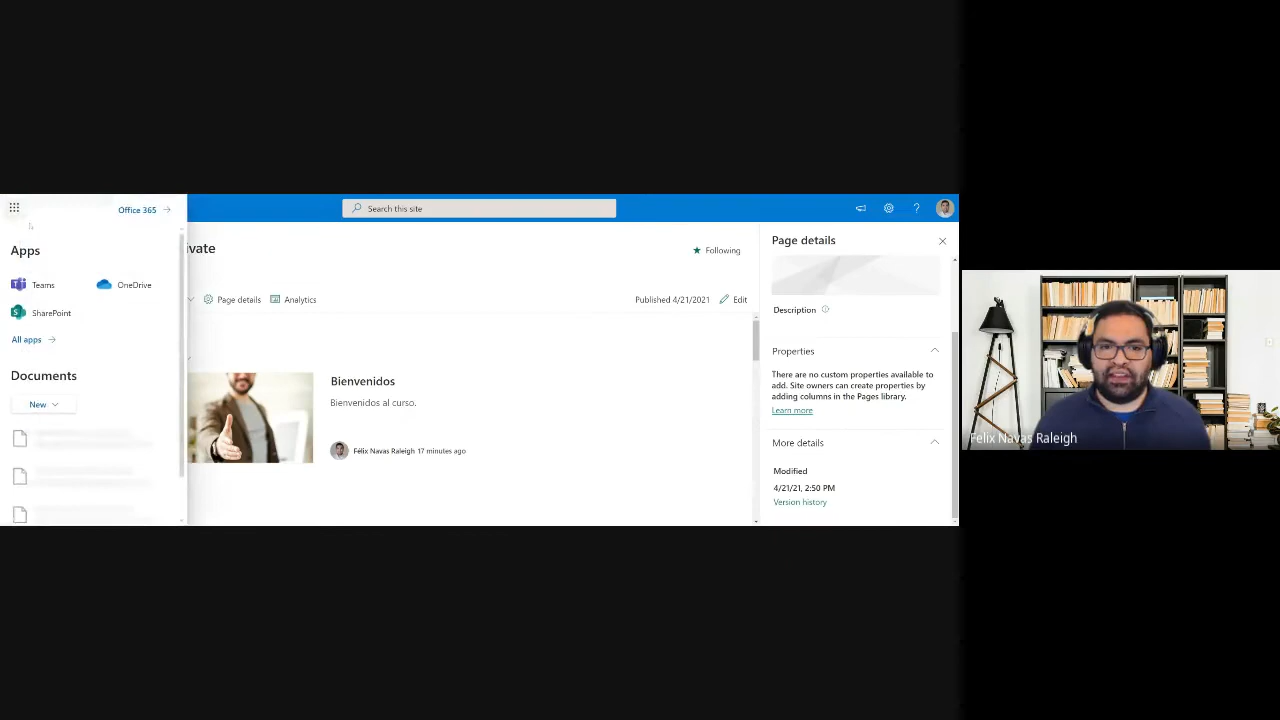 Office 365
Apps
Teams
OneDrive
SharePoint
All apps
Documents
New
Search this site
?
ivate
Following
Page details
Analytics
Published 4/21/2021
Edit
Bienvenidos
Bienvenidos al curso.
Félix Navas Raleigh 17 minutes ago
Page details
Description
Properties
There are no custom properties available to
add. Site owners can create properties by
adding columns in the Pages library.
Learn more
More details
Modified
4/21/21, 2:50 PM
Version history
Felix Navas Raleigh